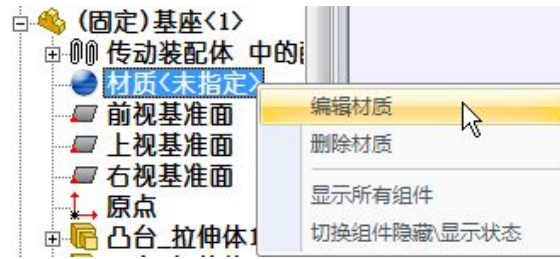 (固定)基座<1>
传动装配体 中的
材质<未指定>
编辑材质
前视基准面
删除材质
上视基准面
右视基准面
显示所有组件
原点
切换组件隐藏\显示状态
凸台_拉伸体1